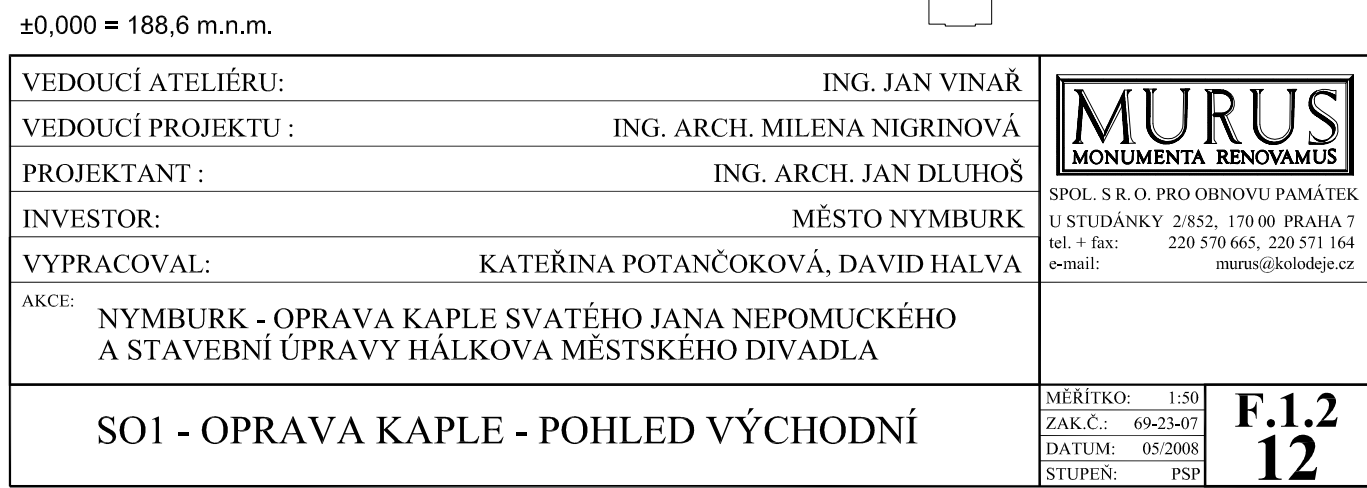 ±0,000 = 188,6 m.n.m.
VEDOUCÍ ATELIÉRU: ING. JAN VINAŘ
VEDOUCÍ PROJEKTU : ING. ARCH. MILENA NIGRINOVÁ
PROJEKTANT : ING. ARCH. JAN DLUHOŠ
INVESTOR: MĚSTO NYMBURK
VYPRACOVAL: KATEŘINA POTANČOKOVÁ, DAVID HALVA
MURUS
MONUMENTA RENOVAMUS
SPOL. S R. O. PRO OBNOVU PAMÁTEK
U STUDÁNKY 2/852, 170 00 PRAHA 7
tel. + fax: 220 570 665, 220 571 164
e-mail: murus@kolodeje.cz
AKCE:
NYMBURK - OPRAVA KAPLE SVATÉHO JANA NEPOMUCKÉHO
A STAVEBNÍ ÚPRAVY HÁLKOVA MĚSTSKÉHO DIVADLA
SO1 - OPRAVA KAPLE - POHLED VÝCHODNÍ
MĚŘÍTKO: 1:50
ZAK.Č.: 69-23-07
DATUM: 05/2008
STUPEŇ: PSP
F.1.2
12